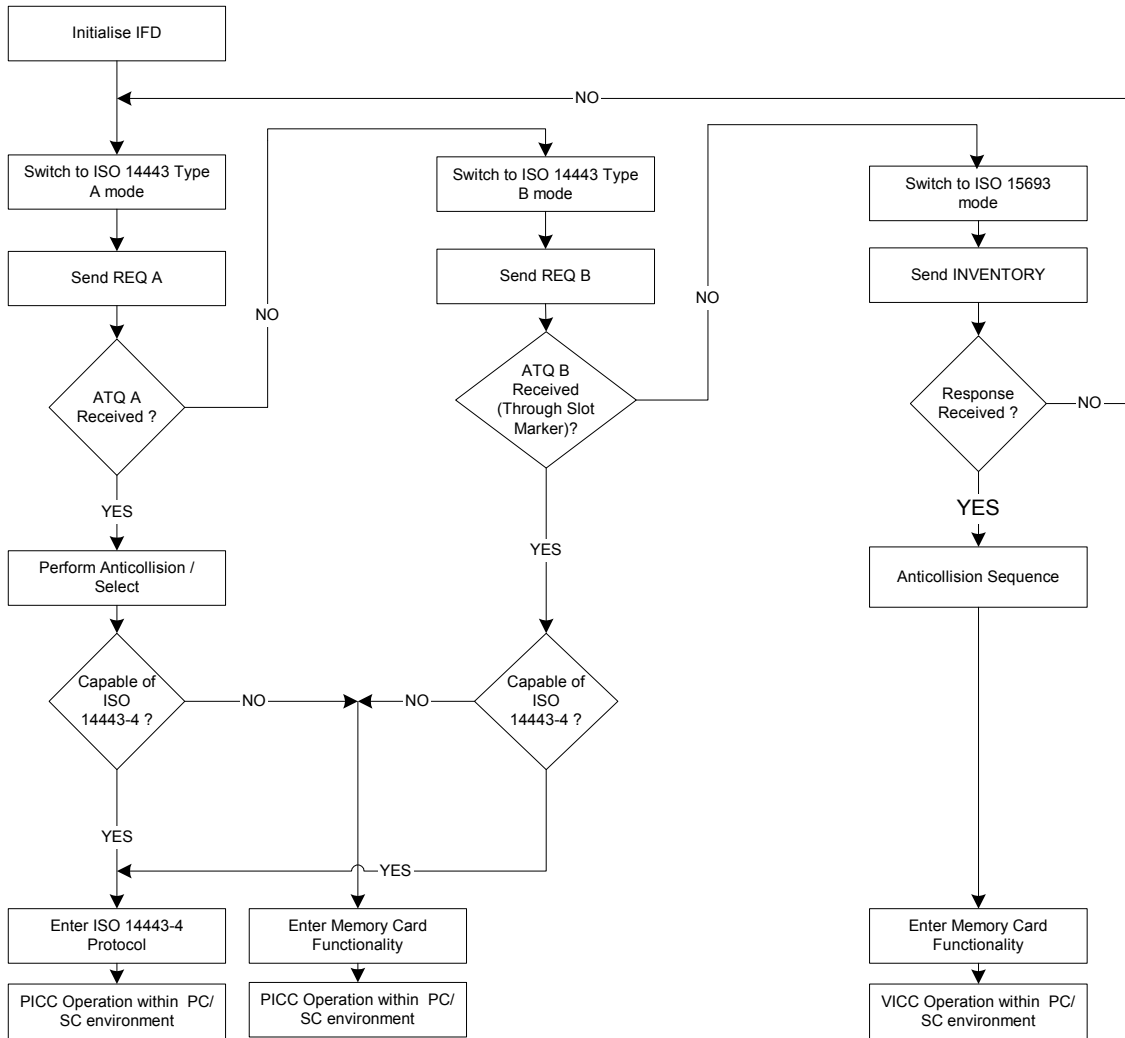 Initialise IFD
NO
Switch to ISO 14443 Type
A mode
Switch to ISO 14443 Type
B mode
Switch to ISO 15693
mode
Send REQ A
Send REQ B
Send INVENTORY
NO
NO
ATQ A
Received ?
ATQ B
Received
(Through Slot
Marker)?
Response
Received ?
NO
YES
YES
YES
Perform Anticollision /
Select
Anticollision Sequence
Capable of
ISO
14443-4 ?
NO
NO
Capable of
ISO
14443-4 ?
YES
YES
Enter ISO 14443-4
Protocol
Enter Memory Card
Functionality
Enter Memory Card
Functionality
PICC Operation within PC/
SC environment
PICC Operation within PC/
SC environment
VICC Operation within PC/
SC environment